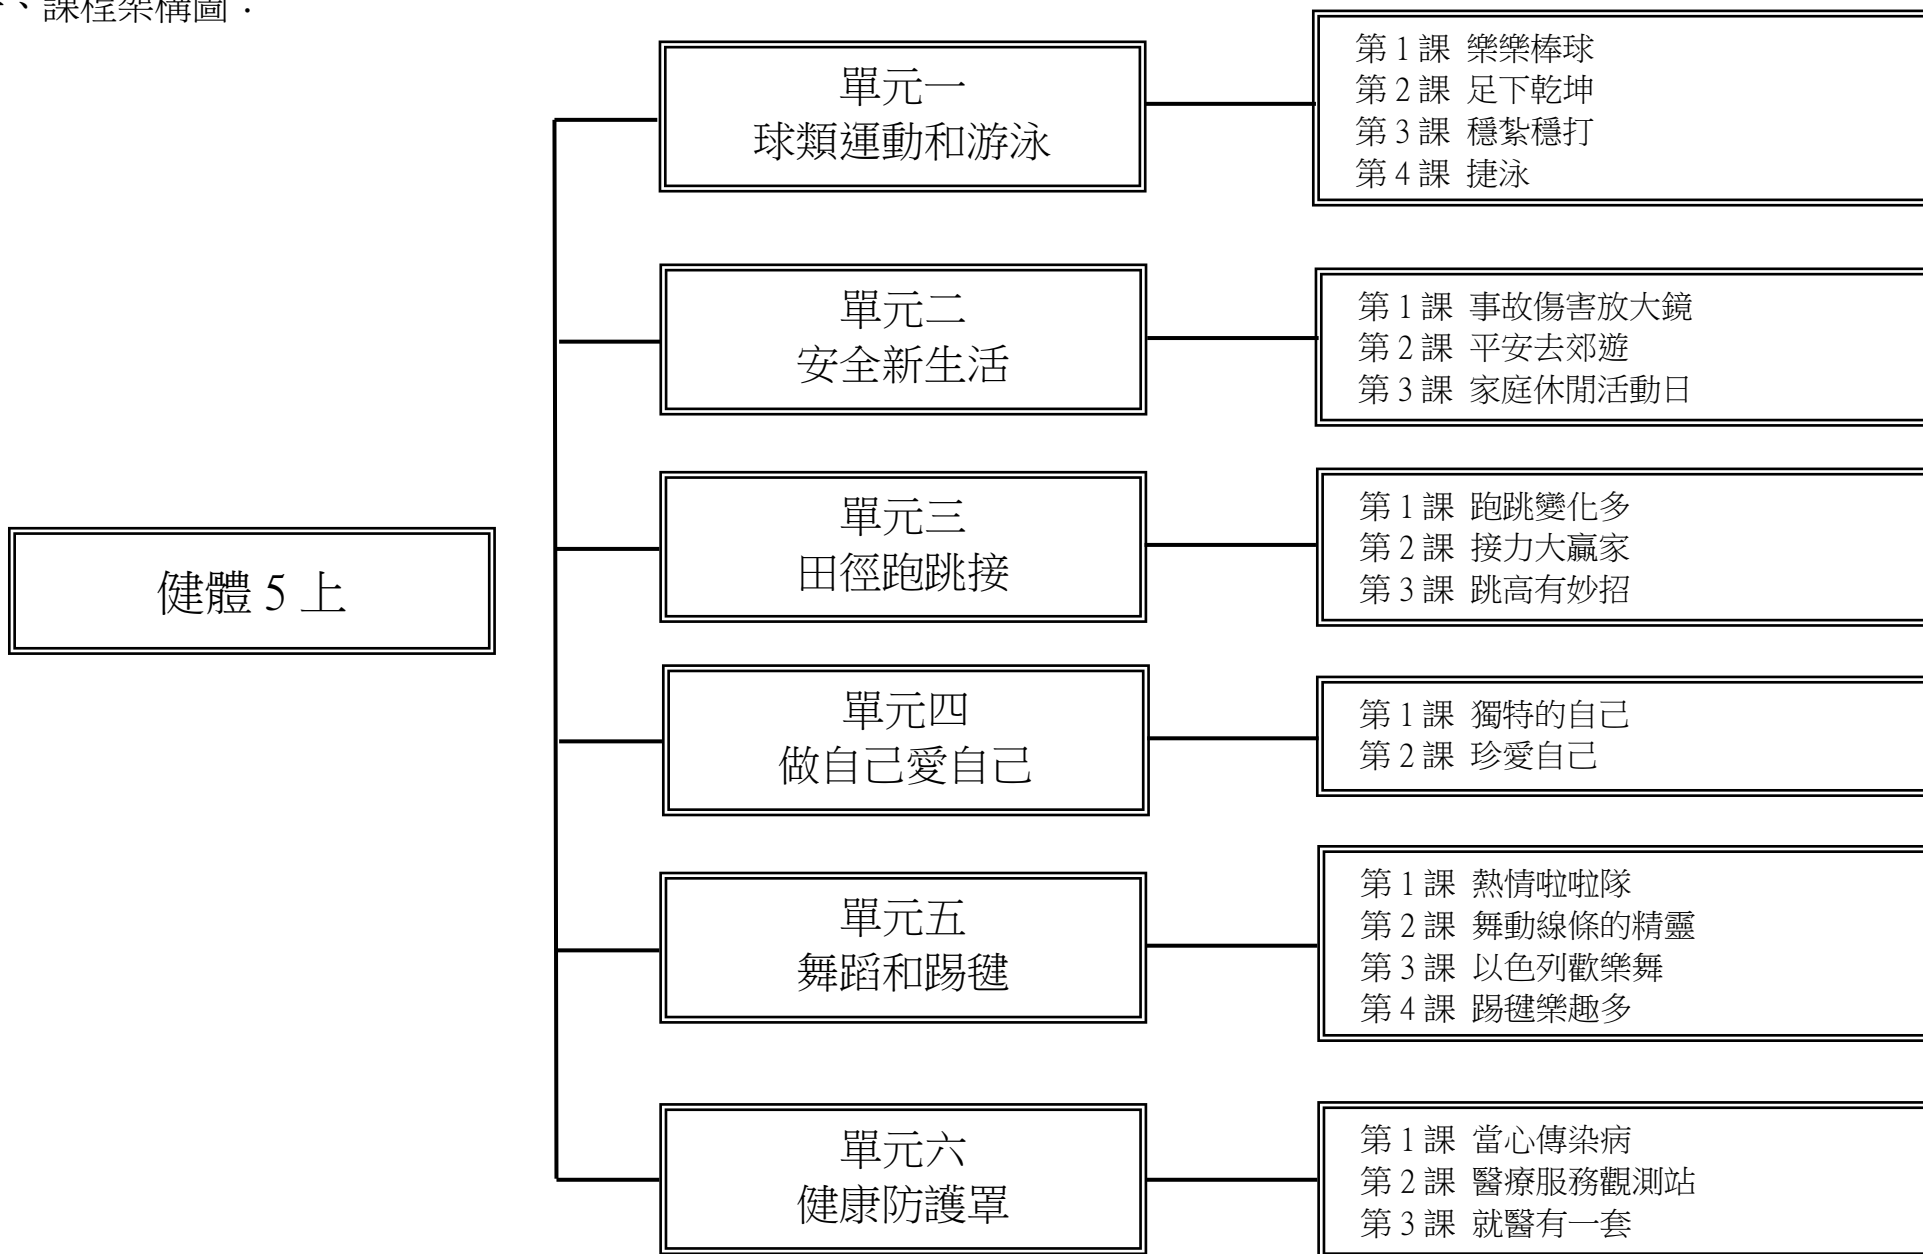 、課程架構圖：
健體 5 上
單元一
球類運動和游泳
第 1 課 樂樂棒球
第 2 課 足下乾坤
第 3 課 穩紮穩打
第 4 課 捷泳
單元二
安全新生活
第 1 課 事故傷害放大鏡
第 2 課 平安去郊遊
第 3 課 家庭休閒活動日
單元三
田徑跑跳接
第 1 課 跑跳變化多
第 2 課 接力大贏家
第 3 課 跳高有妙招
單元四
做自己愛自己
第 1 課 獨特的自己
第 2 課 珍愛自己
單元五
舞蹈和踢毽
第 1 課 熱情啦啦隊
第 2 課 舞動線條的精靈
第 3 課 以色列歡樂舞
第 4 課 踢毽樂趣多
單元六
健康防護罩
第 1 課 當心傳染病
第 2 課 醫療服務觀測站
第 3 課 就醫有一套